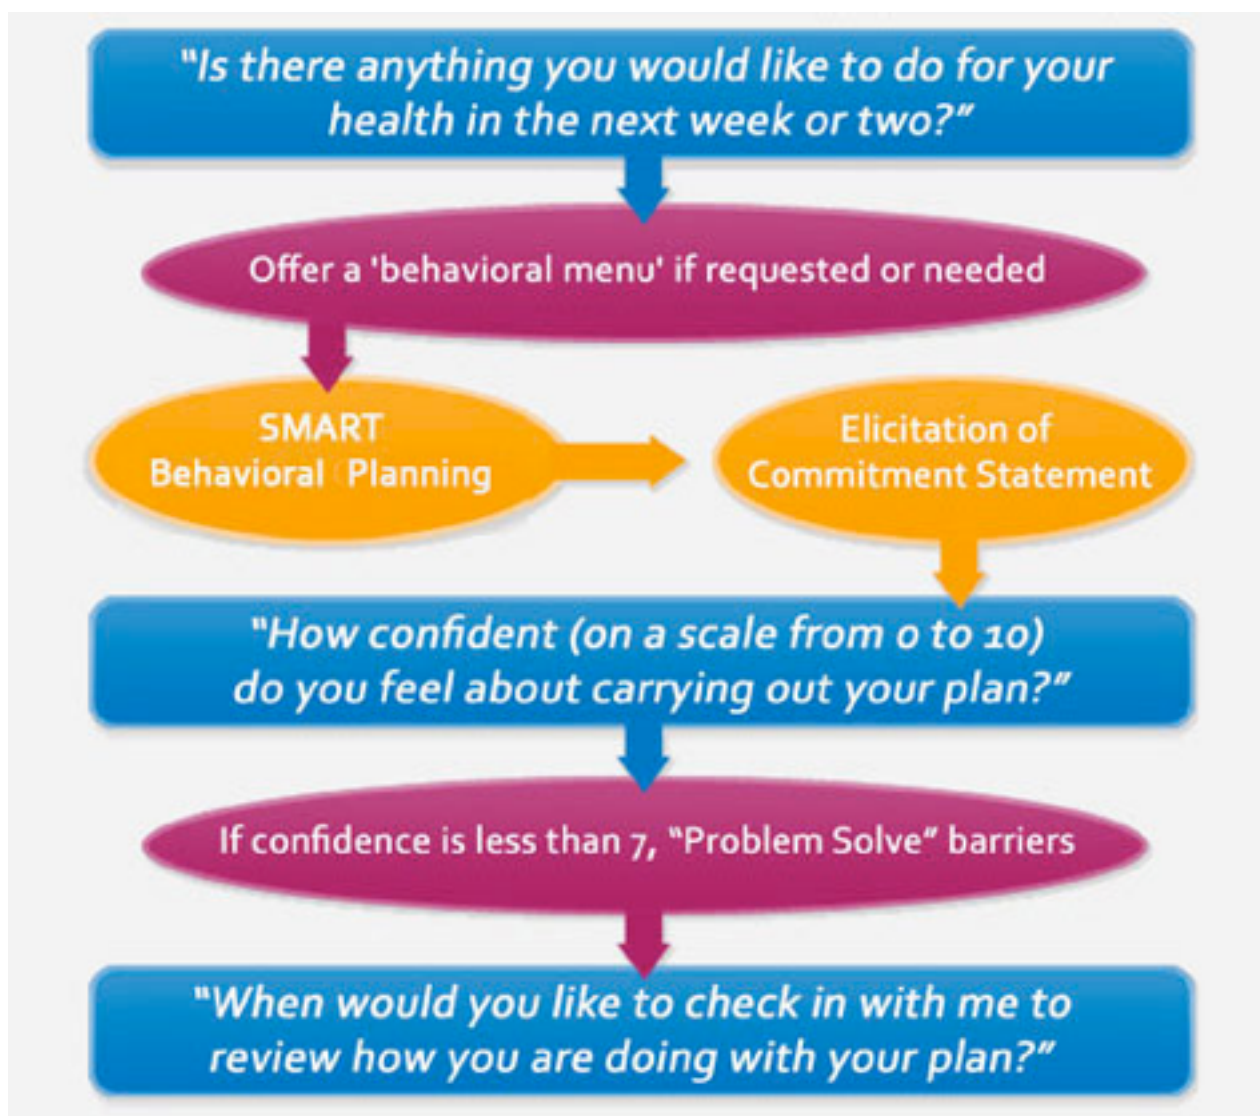 “Is there anything you would like to do for your
health in the next week or two?”
Offer a 'behavioral menu' if requested or needed
SMART
Behavioral Planning
Elicitation of
Commitment Statement
“How confident (on a scale from 0 to 10)
do you feel about carrying out your plan?”
If confidence is less than 7, “Problem Solve” barriers
“When would you like to check in with me to
review how you are doing with your plan?”